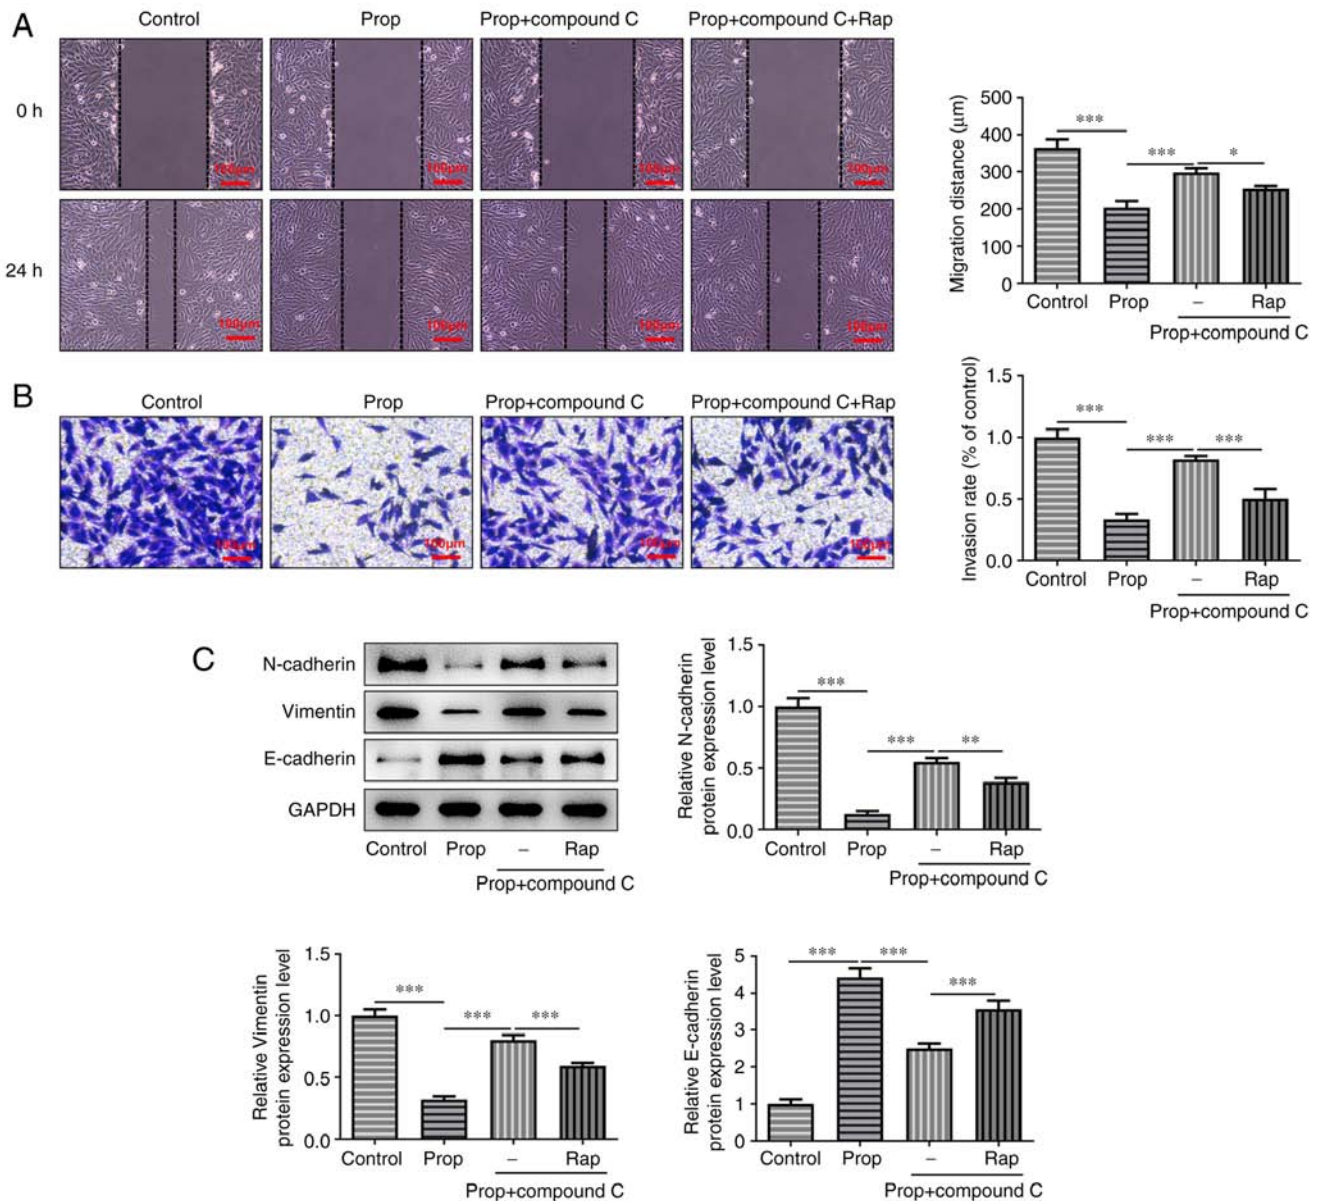 A
Control Prop Prop+compound C Prop+compound C+Rap
0 h
100μm 100μm 100μm 100μm
24 h
100μm 100μm 100μm 100μm
Migration distance (μm)
500
400
300
200
100
0
*** *** *
Control Prop – Rap
Prop+compound C
B
Control Prop Prop+compound C Prop+compound C+Rap
100μm 100μm 100μm 100μm
Invasion rate (% of control)
1.5
1.0
0.5
0.0
*** *** ***
Control Prop – Rap
Prop+compound C
C
N-cadherin
Vimentin
E-cadherin
GAPDH
Control Prop – Rap
Prop+compound C
Relative N-cadherin
protein expression level
1.5
1.0
0.5
0.0
*** *** **
Control Prop – Rap
Prop+compound C
Relative Vimentin
protein expression level
1.5
1.0
0.5
0.0
*** *** ***
Control Prop – Rap
Prop+compound C
Relative E-cadherin
protein expression level
5
4
3
2
1
0
*** *** ***
Control Prop – Rap
Prop+compound C